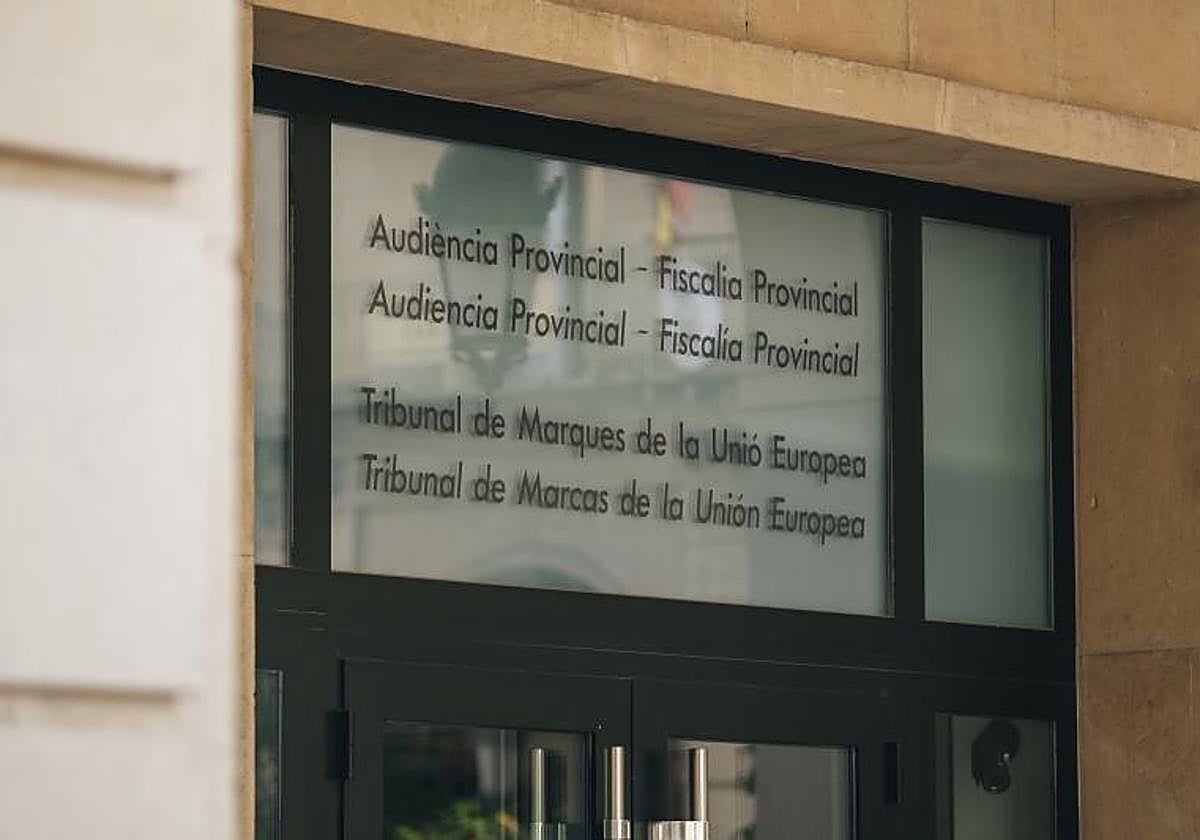 Audiència Provincial - Fiscalia Provincial
Audiencia Provincial - Fiscalía Provincial
Tribunal de Marques de la Unió Europea
Tribunal de Marcas de la Unión Europea